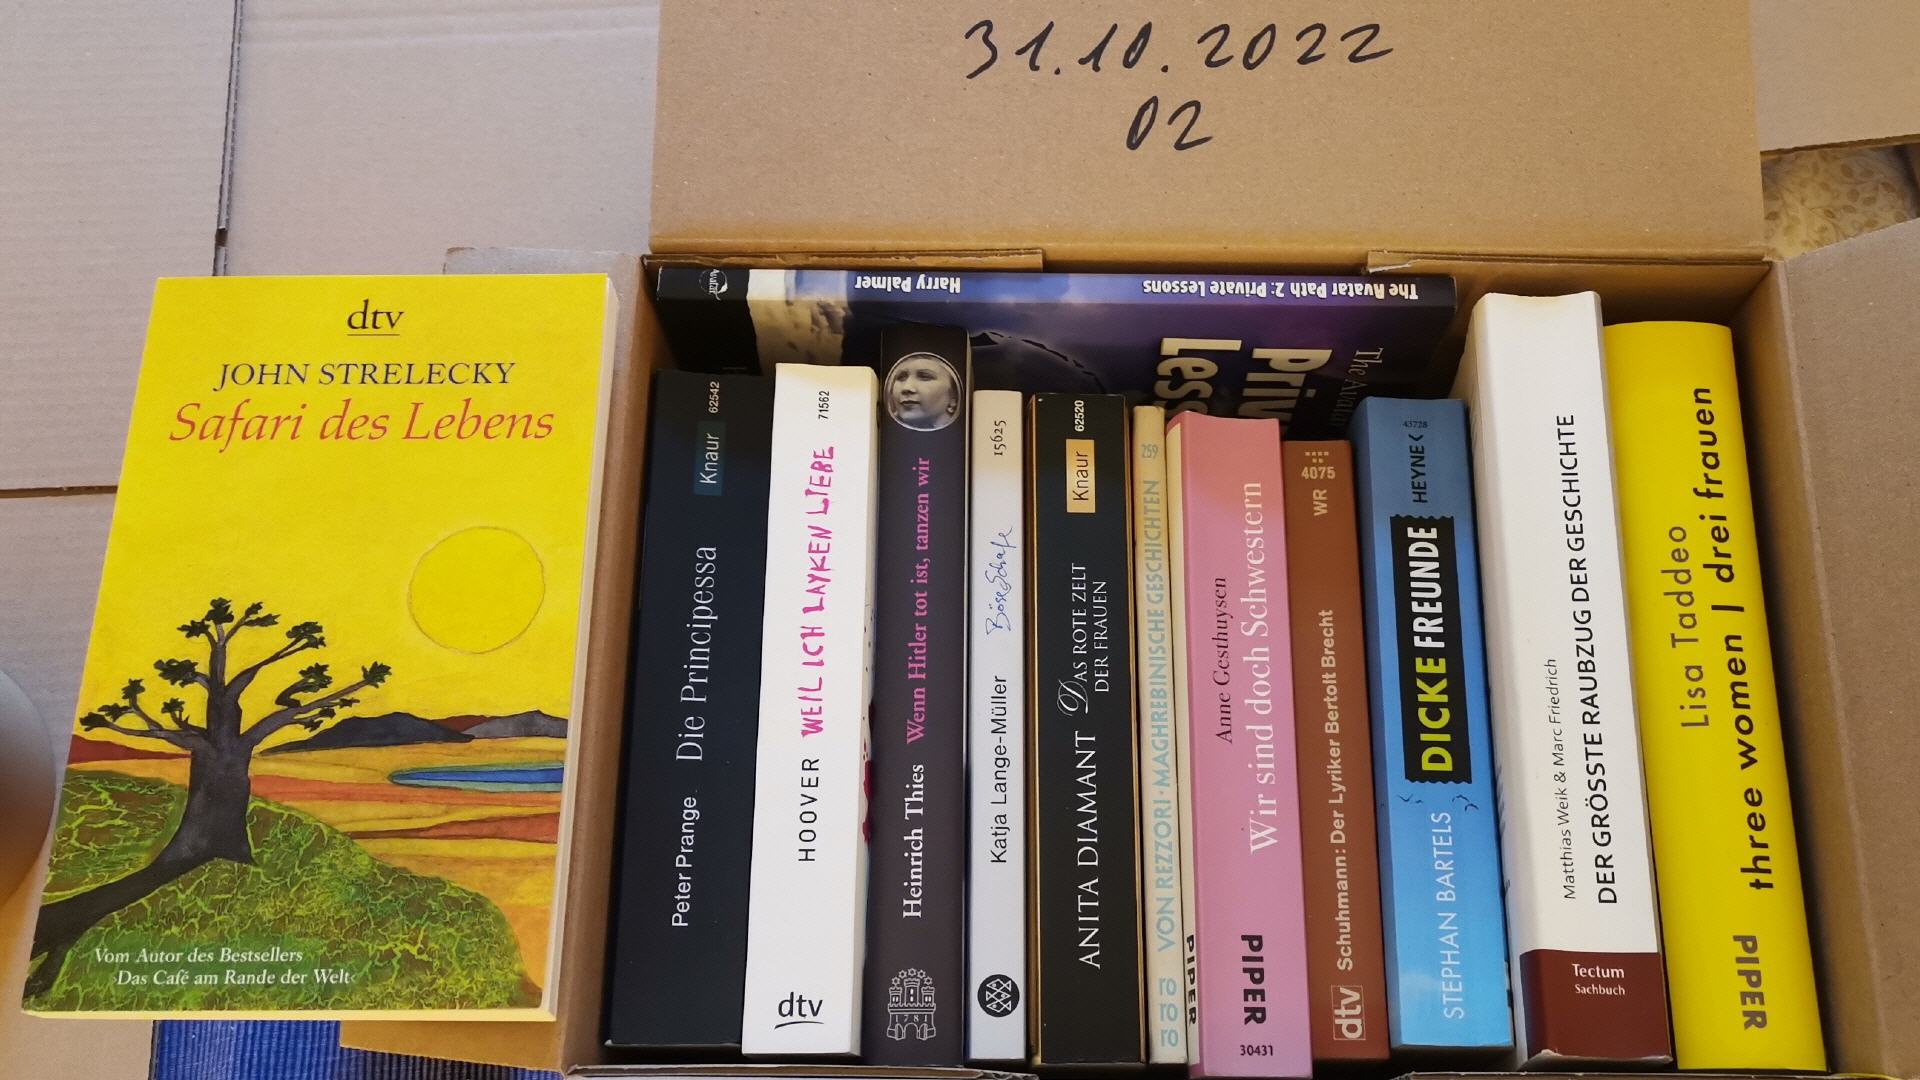 31.10.2022
02
dtv
JOHN STRELECKY
Safari des Lebens
Vom Autor des Bestsellers
›Das Café am Rande der Welt‹
Avatar
Harry Palmer
The Avatar Path 2: Private Lessons
Peter Prange Die Principessa Knaur 62542
HOOVER WEIL ICH LAYKEN LIEBE 71562
dtv
Heinrich Thies Wenn Hitler tot ist, tanzen wir
1781
Katja Lange-Müller Böse Schafe 15625
ANITA DIAMANT DAS ROTE ZELT
DER FRAUEN
Knaur 62520
ro ro ro VON REZZORI · MAGHREBINISCHE GESCHICHTEN 259
PIPER
Anne Gesthuysen
Wir sind doch Schwestern
PIPER
30431
dtv Schuhmann: Der Lyriker Bertolt Brecht WR
4075
STEPHAN BARTELS DICKE FREUNDE HEYNE <
43728
Matthias Weik & Marc Friedrich
DER GRÖSSTE RAUBZUG DER GESCHICHTE
Tectum
Sachbuch
Lisa Taddeo
three women | drei frauen
PIPER